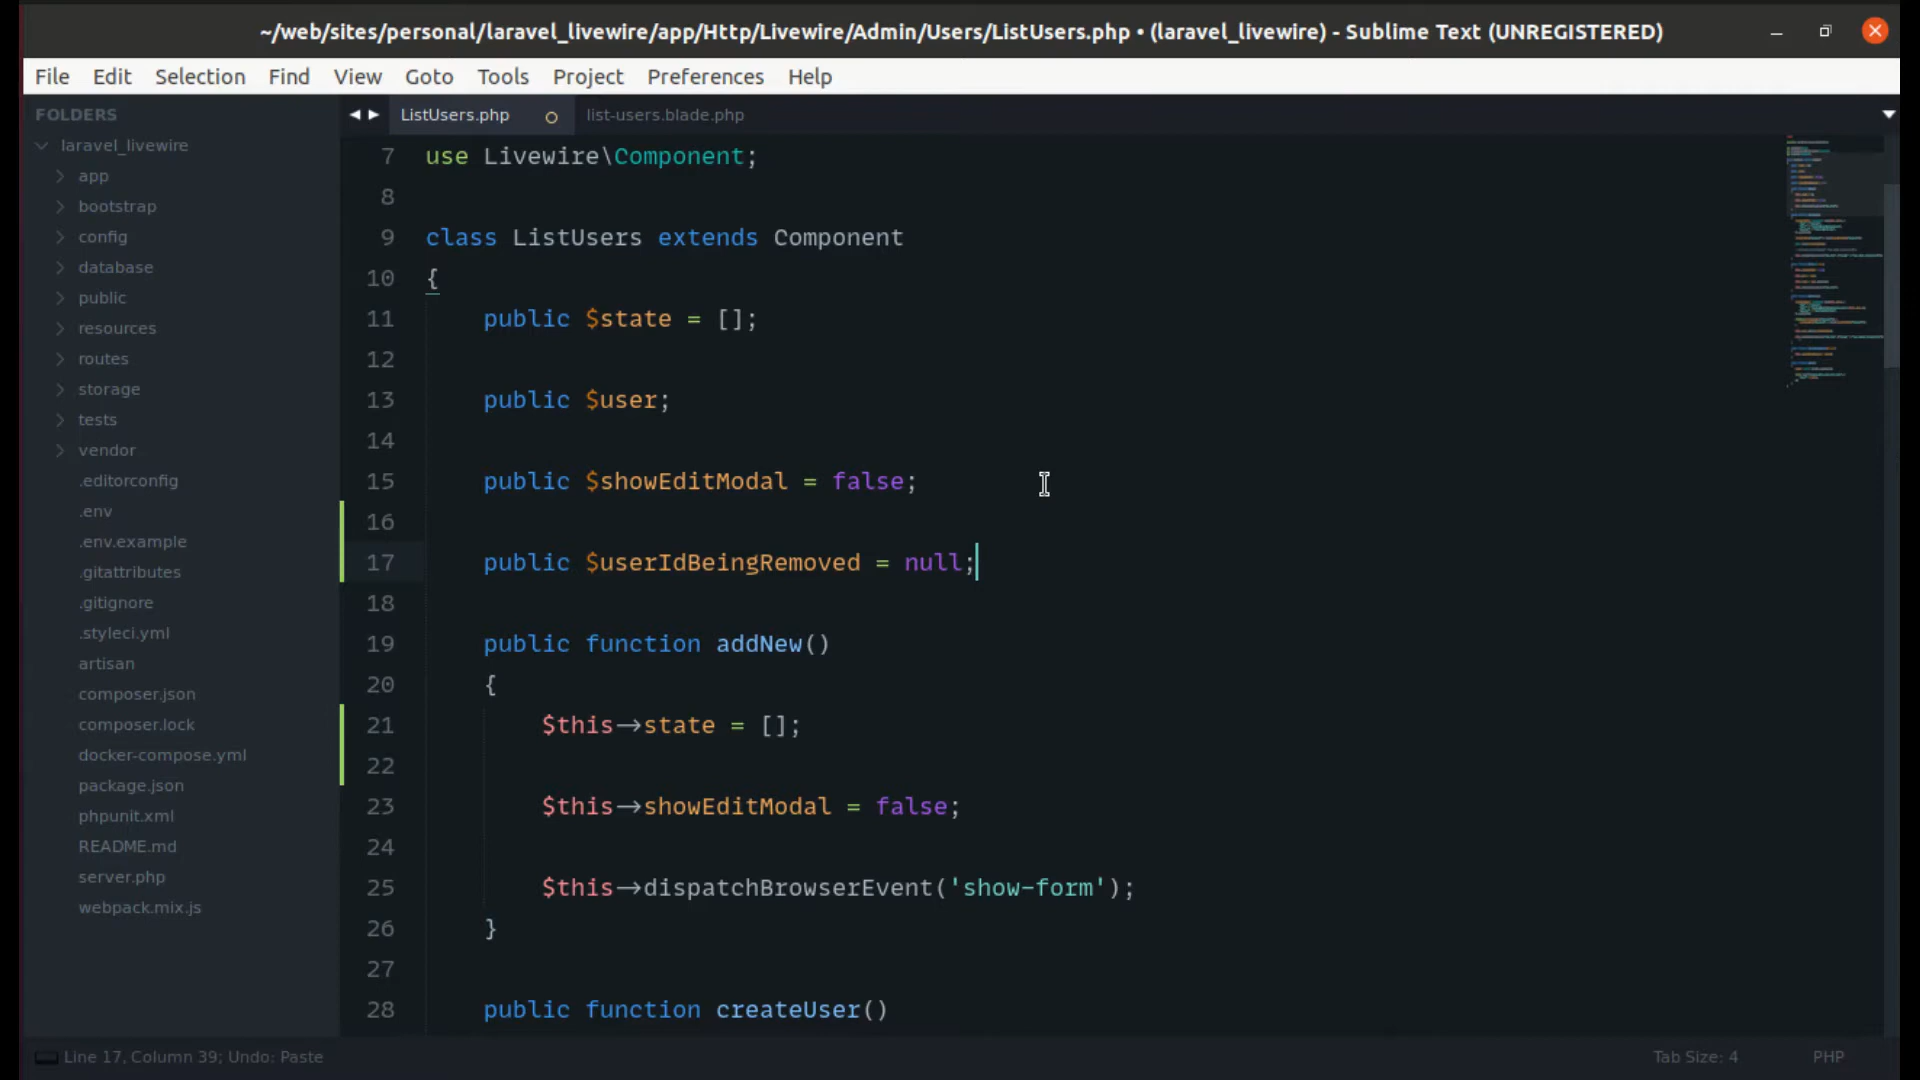 ~/web/sites/personal/laravel_livewire/app/Http/Livewire/Admin/Users/ListUsers.php • (laravel_livewire) - Sublime Text (UNREGISTERED)
File Edit Selection Find View Goto Tools Project Preferences Help
FOLDERS
laravel_livewire
app
bootstrap
config
database
public
resources
routes
storage
tests
vendor
.editorconfig
.env
.env.example
.gitattributes
.gitignore
.styleci.yml
artisan
composer.json
composer.lock
docker-compose.yml
package.json
phpunit.xml
README.md
server.php
webpack.mix.js
ListUsers.php list-users.blade.php
7 use Livewire\Component;
8
9 class ListUsers extends Component
10 {
11 public $state = [];
12
13 public $user;
14
15 public $showEditModal = false;
16
17 public $userIdBeingRemoved = null;
18
19 public function addNew()
20 {
21 $this→state = [];
22
23 $this→showEditModal = false;
24
25 $this→dispatchBrowserEvent('show-form');
26 }
27
28 public function createUser()
Line 17, Column 39; Undo: Paste
Tab Size: 4 PHP